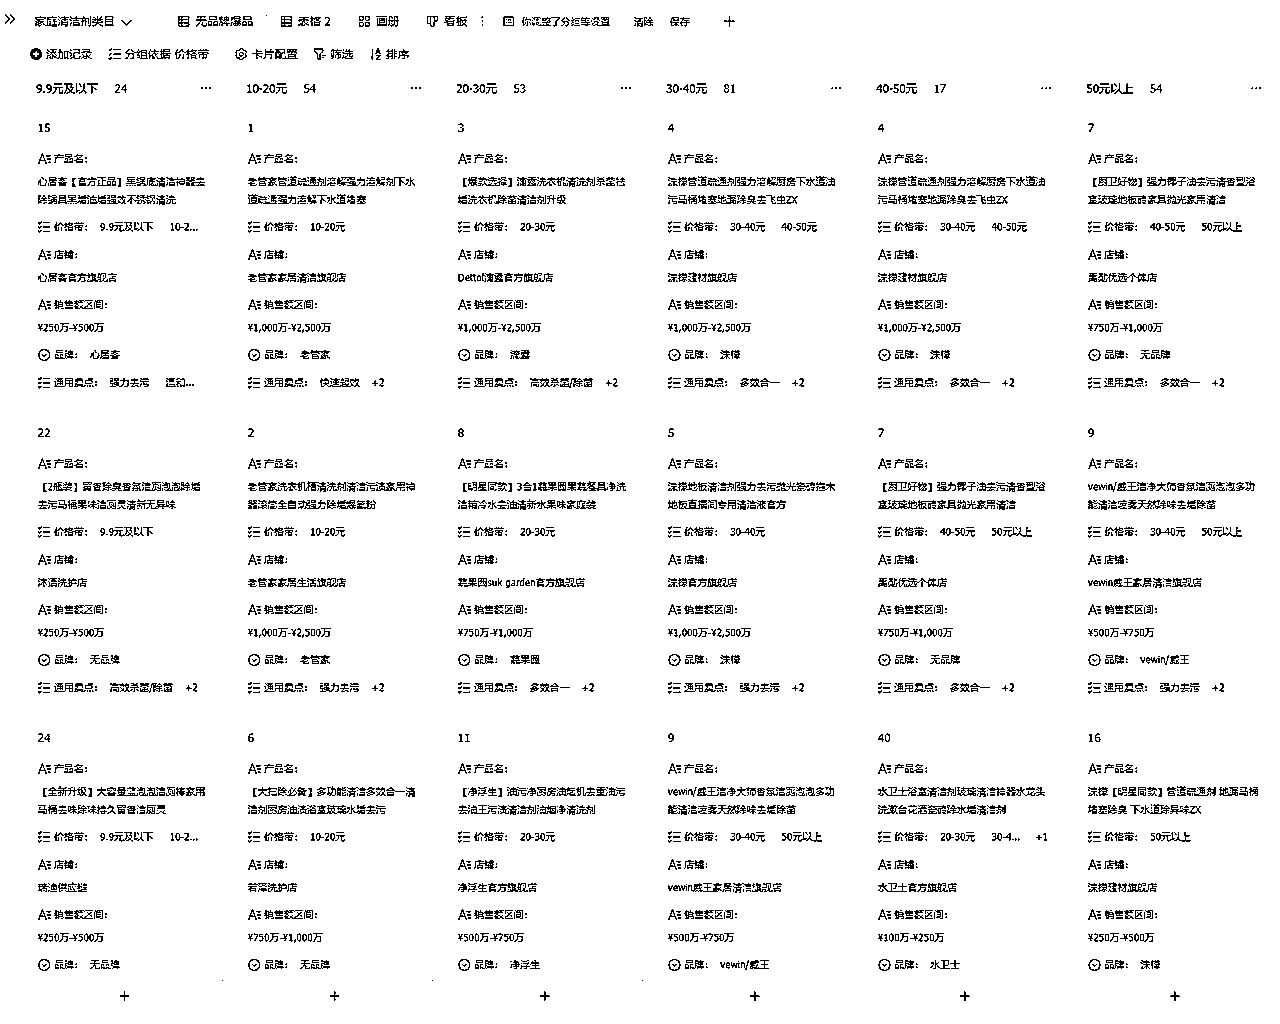 家庭清洁剂类目
无品牌爆品
表格 2
画册
看板
你调整了分组等设置
清除
保存
添加记录
分组依据 价格带
卡片配置
筛选
排序
9.9元及以下 24
15
产品名:
心居客【官方正品】黑锅底清洁神器去
除锅具黑垢油垢强效不锈钢清洗
价格带: 9.9元及以下 10-2...
店铺:
心居客官方旗舰店
销售额区间:
¥250万-¥500万
品牌: 心居客
通用卖点: 强力去污 温和...
22
产品名:
【2瓶装】留香除臭香氛洁厕泡泡除垢
去污马桶果味洁厕灵清新无异味
价格带: 9.9元及以下
店铺:
沐洒洗护店
销售额区间:
¥250万-¥500万
品牌: 无品牌
通用卖点: 高效杀菌/除菌 +2
24
产品名:
【全新升级】大容量蓝泡泡洁厕棒家用
马桶去味除味持久留香洁厕灵
价格带: 9.9元及以下 10-2...
店铺:
供应链
销售额区间:
¥250万-¥500万
品牌: 无品牌
10-20元 54
1
产品名:
老管家管道疏通剂溶解强力溶解剂下水
道疏通强力溶解下水道堵塞
价格带: 10-20元
店铺:
老管家家居清洁旗舰店
销售额区间:
¥1,000万-¥2,500万
品牌: 老管家
通用卖点: 快速起效 +2
2
产品名:
老管家洗衣机槽清洗剂清洁污渍家用神
器滚筒全自动强力除垢爆氧粉
价格带: 10-20元
店铺:
老管家家居生活旗舰店
销售额区间:
¥1,000万-¥2,500万
品牌: 老管家
通用卖点: 强力去污 +2
6
产品名:
【大扫除必备】多功能清洁多效合一清
洁剂厨房油渍浴室玻璃水垢去污
价格带: 10-20元
店铺:
若藻洗护店
销售额区间:
¥750万-¥1,000万
品牌: 无品牌
20-30元 53
3
产品名:
【爆款选择】滴露洗衣机清洗剂杀菌祛
垢洗衣机除菌清洁剂升级
价格带: 20-30元
店铺:
Dettol滴露官方旗舰店
销售额区间:
¥1,000万-¥2,500万
品牌: 滴露
通用卖点: 高效杀菌/除菌 +2
8
产品名:
【明星同款】3合1蔬果园果蔬餐具净洗
洁精冷水去油清新水果味家庭装
价格带: 20-30元
店铺:
蔬果园suk garden官方旗舰店
销售额区间:
¥750万-¥1,000万
品牌: 蔬果园
通用卖点: 多效合一 +2
11
产品名:
【净浮生】油污净厨房油烟机去重油污
去油王污渍清洁剂油烟净清洗剂
价格带: 20-30元
店铺:
净浮生官方旗舰店
销售额区间:
¥500万-¥750万
品牌: 净浮生
30-40元 81
4
产品名:
洣檬管道疏通剂强力溶解厨房下水道油
污马桶堵塞地漏除臭去飞虫ZX
价格带: 30-40元 40-50元
店铺:
洣檬建材旗舰店
销售额区间:
¥1,000万-¥2,500万
品牌: 洣檬
通用卖点: 多效合一 +2
5
产品名:
洣檬地板清洁剂强力去污抛光瓷砖拖木
地板直播间专用清洁液官方
价格带: 30-40元
店铺:
洣檬官方旗舰店
销售额区间:
¥1,000万-¥2,500万
品牌: 洣檬
通用卖点: 强力去污 +2
9
产品名:
vewin/威王洁净大师香氛洁厕泡泡多功
能清洁喷雾天然除味去垢除菌
价格带: 30-40元 50元以上
店铺:
vewin威王家居清洁旗舰店
销售额区间:
¥500万-¥750万
品牌: vewin/威王
40-50元 17
4
产品名:
洣檬管道疏通剂强力溶解厨房下水道油
污马桶堵塞地漏除臭去飞虫ZX
价格带: 30-40元 40-50元
店铺:
洣檬建材旗舰店
销售额区间:
¥1,000万-¥2,500万
品牌: 洣檬
通用卖点: 多效合一 +2
7
产品名:
【厨卫好物】强力椰子油去污清香型浴
室玻璃地板砖家具抛光家用清洁
价格带: 40-50元 50元以上
店铺:
优选个体店
销售额区间:
¥750万-¥1,000万
品牌: 无品牌
通用卖点: 多效合一 +2
40
产品名:
水卫士浴室清洁剂玻璃清洁神器水龙头
洗漱台花洒瓷砖除水垢清洁剂
价格带: 20-30元 30-4... +1
店铺:
水卫士官方旗舰店
销售额区间:
¥100万-¥250万
品牌: 水卫士
50元以上 54
7
产品名:
【厨卫好物】强力椰子油去污清香型浴
室玻璃地板砖家具抛光家用清洁
价格带: 40-50元 50元以上
店铺:
优选个体店
销售额区间:
¥750万-¥1,000万
品牌: 无品牌
通用卖点: 多效合一 +2
9
产品名:
vewin/威王洁净大师香氛洁厕泡泡多功
能清洁喷雾天然除味去垢除菌
价格带: 30-40元 50元以上
店铺:
vewin威王家居清洁旗舰店
销售额区间:
¥500万-¥750万
品牌: vewin/威王
通用卖点: 强力去污 +2
16
产品名:
洣檬【明星同款】管道疏通剂 地漏马桶
堵塞除臭 下水道除异味ZX
价格带: 50元以上
店铺:
洣檬建材旗舰店
销售额区间:
¥250万-¥500万
品牌: 洣檬